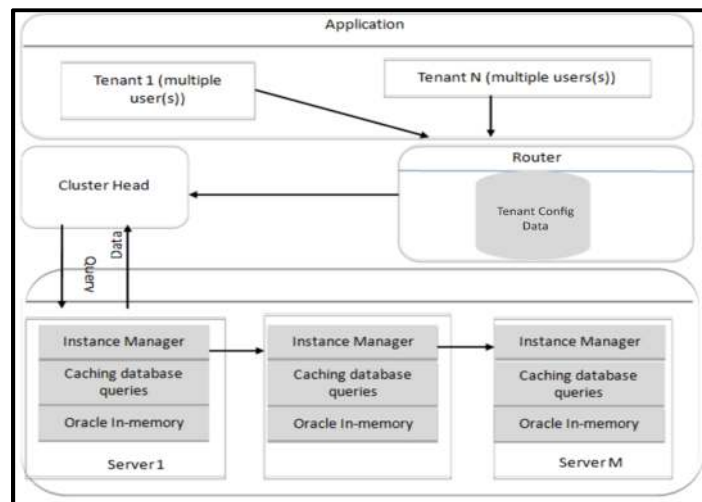 Application
Tenant 1 (multiple
user(s))
Tenant N (multiple users(s))
Cluster Head
Router
Tenant Config
Data
Query
Data
Instance Manager
Caching database
queries
Oracle In-memory
Server 1
Instance Manager
Caching database
queries
Oracle In-memory
Instance Manager
Caching database
queries
Oracle In-memory
Server M